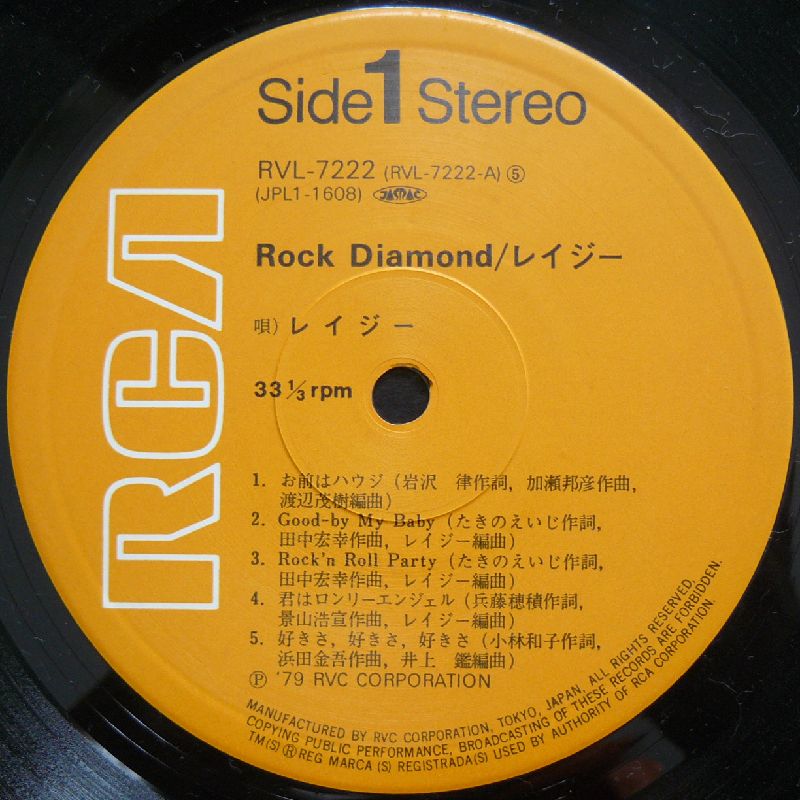 Side 1 Stereo
RVL-7222 (RVL-7222-A) ⑤
(JPL1-1608) JASRAC
RCA
Rock Diamond/レイジー
唄) レイジー
33 1/3 rpm
1. お前はハウジ (岩沢 律作詞, 加瀬邦彦作曲,
渡辺茂樹編曲)
2. Good-by My Baby (たきのえいじ作詞,
田中宏幸作曲, レイジー編曲)
3. Rock'n Roll Party (たきのえいじ作詞,
田中宏幸作曲, レイジー編曲)
4. 君はロンリーエンジェル (兵藤穂積作詞,
景山浩宣作曲, レイジー編曲)
5. 好きさ, 好きさ, 好きさ (小林和子作詞,
浜田金吾作曲, 井上 鑑編曲)
Ⓟ '79 RVC CORPORATION
MANUFACTURED BY RVC CORPORATION, TOKYO, JAPAN, ALL RIGHTS RESERVED,
COPYING PUBLIC PERFORMANCE, BROADCASTING OF THESE RECORDS ARE FORBIDDEN.
TM(S) ® REG MARCA (S) REGISTRADA(S) USED BY AUTHORITY OF RCA CORPORATION.